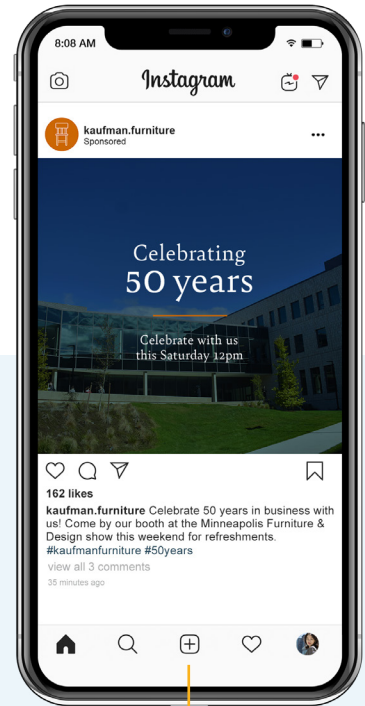 8:08 AM
Instagram
kaufman.furniture
Sponsored
Celebrating
50 years
Celebrate with us
this Saturday 12pm
162 likes
kaufman.furniture Celebrate 50 years in business with
us! Come by our booth at the Minneapolis Furniture &
Design show this weekend for refreshments.
#kaufmanfurniture #50years
view all 3 comments
35 minutes ago